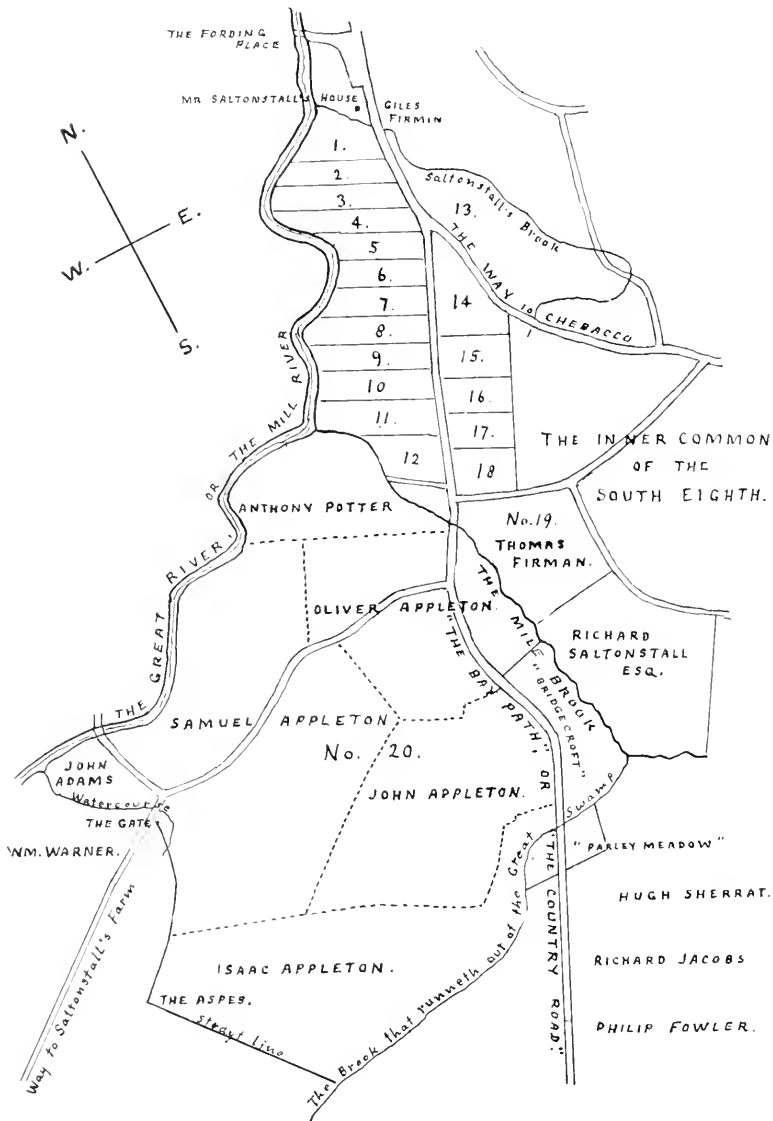 THE FORDING
PLACE
MR SALTONSTALL'S HOUSE
GILES
FIRMIN
N.
E.
W.
S.
1.
2.
3.
4.
5
6.
7.
8.
9.
10
11.
12
13.
14
15.
16.
17.
18
Saltonstall's Brook
THE WAY to CHEBACCO
THE INNER COMMON
OF THE
SOUTH EIGHTH.
THE GREAT RIVER, OR THE MILL RIVER
ANTHONY POTTER
No. 19.
THOMAS
FIRMAN.
OLIVER APPLETON.
THE MILE BROOK
RICHARD
SALTONSTALL
ESQ.
"BRIDGECROFT"
"THE BAY PATH," OR "THE COUNTRY ROAD."
SAMUEL APPLETON
No. 20.
JOHN APPLETON.
JOHN
ADAMS
Watercourse
THE GATE.
WM. WARNER.
"PARLEY MEADOW"
HUGH SHERRAT.
RICHARD JACOBS
PHILIP FOWLER.
ISAAC APPLETON.
THE ASPES.
strayt line
Way to Saltonstall's Farm
The Brook that runneth out of the Great Swamp